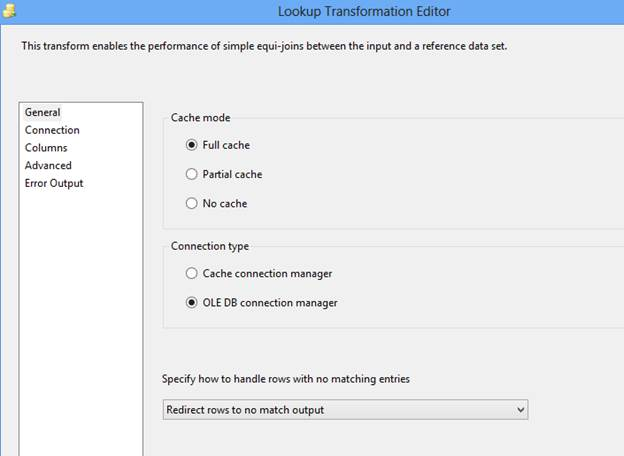 Lookup Transformation Editor
This transform enables the performance of simple equi-joins between the input and a reference data set.
General
Connection
Columns
Advanced
Error Output
Cache mode
Full cache
Partial cache
No cache
Connection type
Cache connection manager
OLE DB connection manager
Specify how to handle rows with no matching entries
Redirect rows to no match output